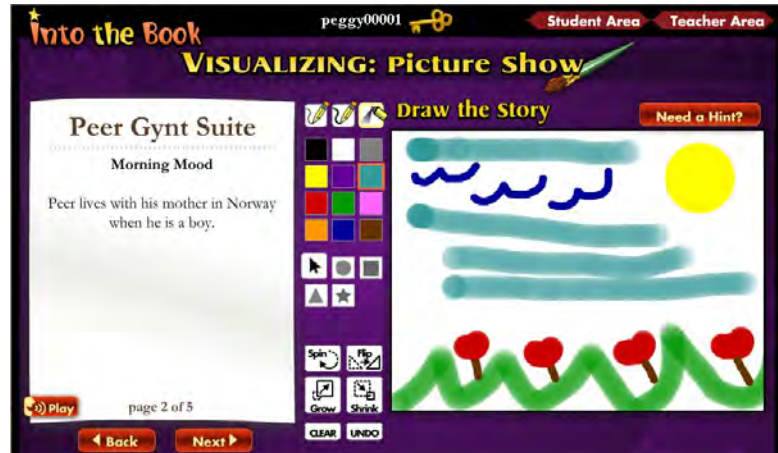 Into the Book
peggy00001
Student Area
Teacher Area
VISUALIZING: Picture Show
Peer Gynt Suite
Morning Mood
Peer lives with his mother in Norway
when he is a boy.
Play
page 2 of 5
Back
Next
Draw the Story
Need a Hint?
Spin
Flip
Grow
Shrink
CLEAR
UNDO